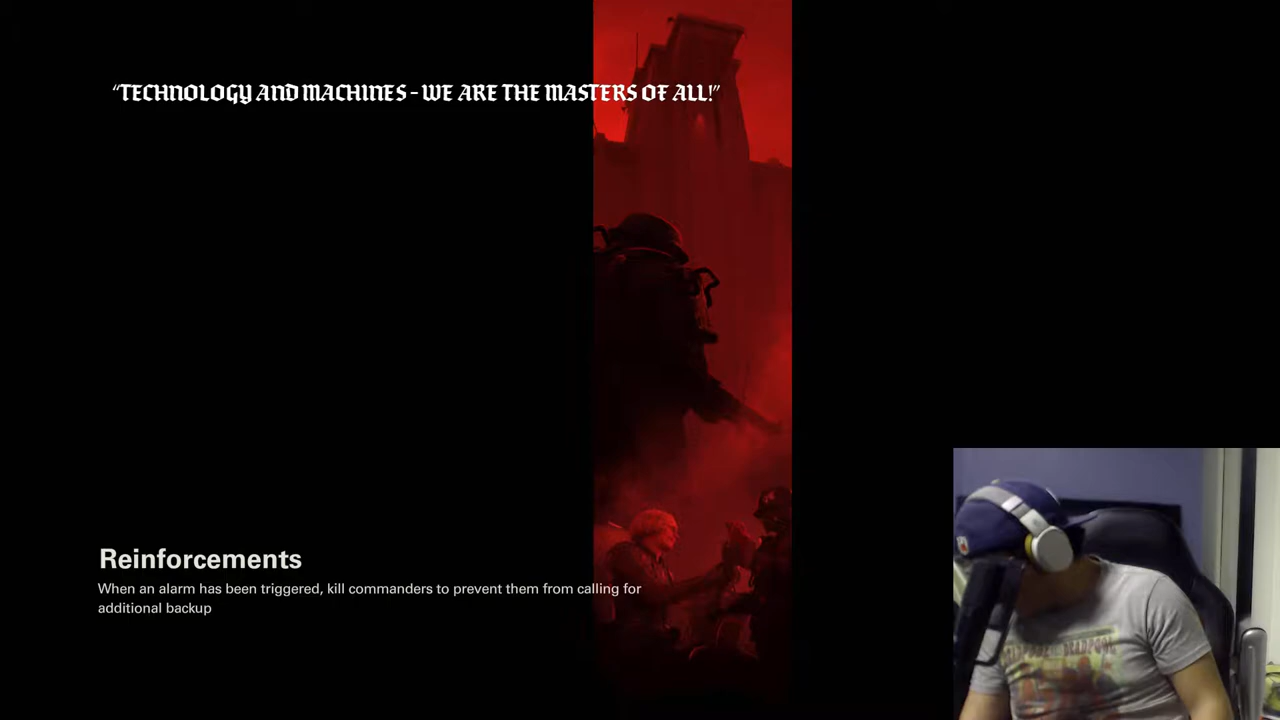 “TECHNOLOGY AND MACHINES - WE ARE THE MASTERS OF ALL!”
Reinforcements
When an alarm has been triggered, kill commanders to prevent them from calling for
additional backup
DEADPOOL